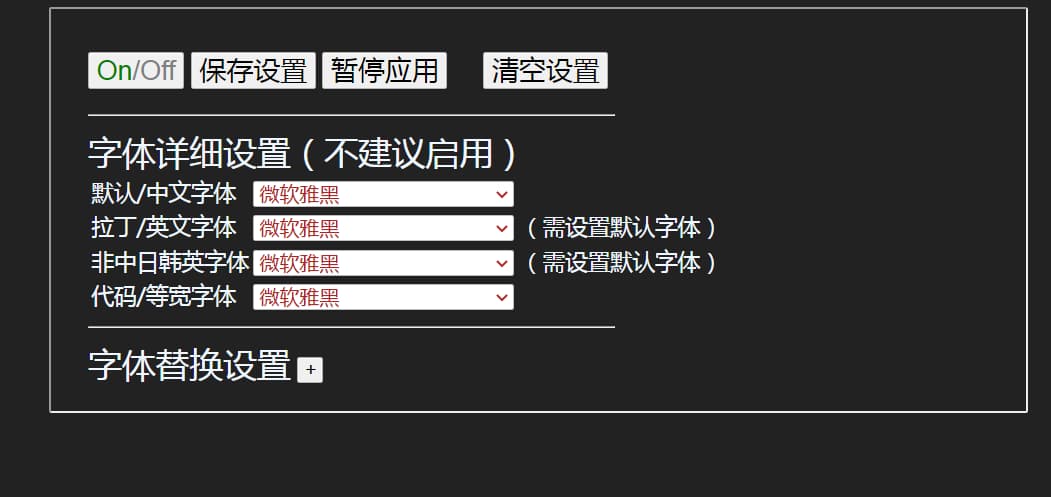 On/Off 保存设置 暂停应用 清空设置
字体详细设置（不建议启用）
默认/中文字体 微软雅黑
拉丁/英文字体 微软雅黑 （需设置默认字体）
非中日韩英字体 微软雅黑 （需设置默认字体）
代码/等宽字体 微软雅黑
字体替换设置 +